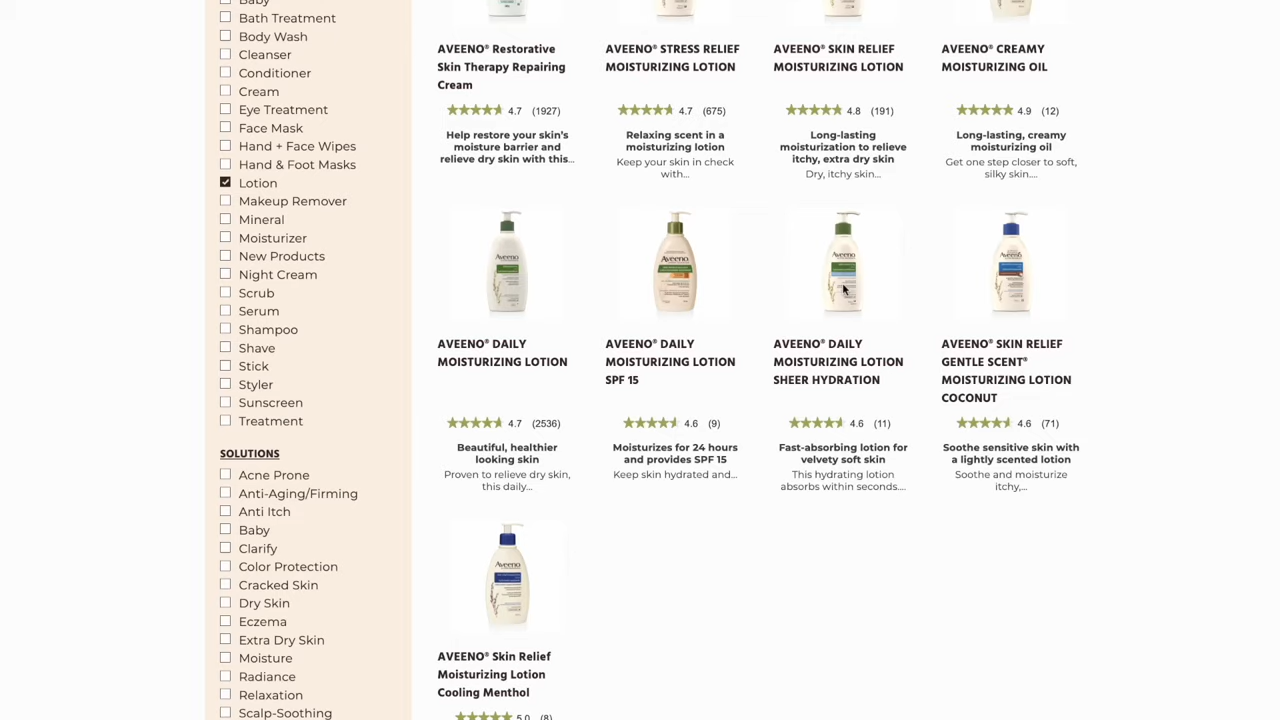 Baby
Bath Treatment
Body Wash
Cleanser
Conditioner
Cream
Eye Treatment
Face Mask
Hand + Face Wipes
Hand & Foot Masks
Lotion
Makeup Remover
Mineral
Moisturizer
New Products
Night Cream
Scrub
Serum
Shampoo
Shave
Stick
Styler
Sunscreen
Treatment
SOLUTIONS
Acne Prone
Anti-Aging/Firming
Anti Itch
Baby
Clarify
Color Protection
Cracked Skin
Dry Skin
Eczema
Extra Dry Skin
Moisture
Radiance
Relaxation
Scalp-Soothing
AVEENO® Restorative
Skin Therapy Repairing
Cream
4.7 (1927)
Help restore your skin's
moisture barrier and
relieve dry skin with this...
AVEENO® STRESS RELIEF
MOISTURIZING LOTION
4.7 (675)
Relaxing scent in a
moisturizing lotion
Keep your skin in check
with...
AVEENO® SKIN RELIEF
MOISTURIZING LOTION
4.8 (191)
Long-lasting
moisturization to relieve
itchy, extra dry skin
Dry, itchy skin...
AVEENO® CREAMY
MOISTURIZING OIL
4.9 (12)
Long-lasting, creamy
moisturizing oil
Get one step closer to soft,
silky skin....
Aveeno
AVEENO® DAILY
MOISTURIZING LOTION
4.7 (2536)
Beautiful, healthier
looking skin
Proven to relieve dry skin,
this daily...
Aveeno
AVEENO® DAILY
MOISTURIZING LOTION
SPF 15
4.6 (9)
Moisturizes for 24 hours
and provides SPF 15
Keep skin hydrated and...
Aveeno
AVEENO® DAILY
MOISTURIZING LOTION
SHEER HYDRATION
4.6 (11)
Fast-absorbing lotion for
velvety soft skin
This hydrating lotion
absorbs within seconds....
Aveeno
AVEENO® SKIN RELIEF
GENTLE SCENT®
MOISTURIZING LOTION
COCONUT
4.6 (71)
Soothe sensitive skin with
a lightly scented lotion
Soothe and moisturize
itchy,...
Aveeno
AVEENO® Skin Relief
Moisturizing Lotion
Cooling Menthol
5.0 (8)